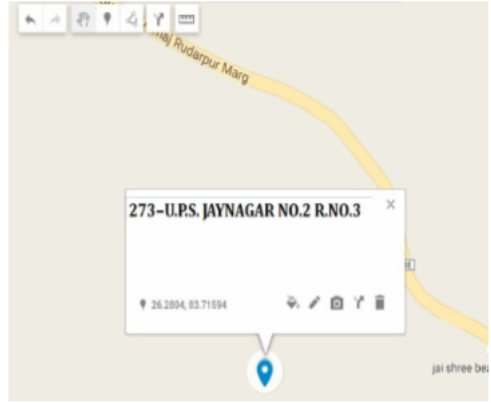 Rudarpur Marg
273–U.P.S. JAYNAGAR NO.2 R.NO.3
26.2804, 83.71594
jai shree bea